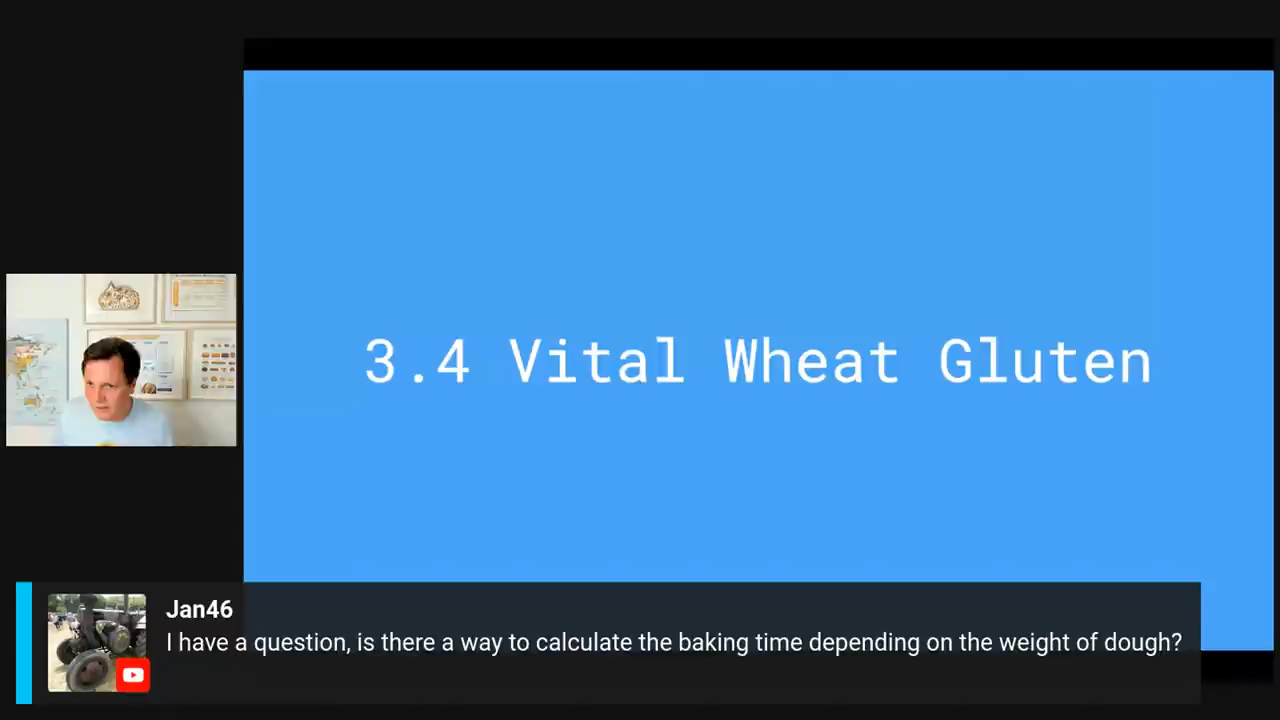 3.4 Vital Wheat Gluten
Jan46
I have a question, is there a way to calculate the baking time depending on the weight of dough?